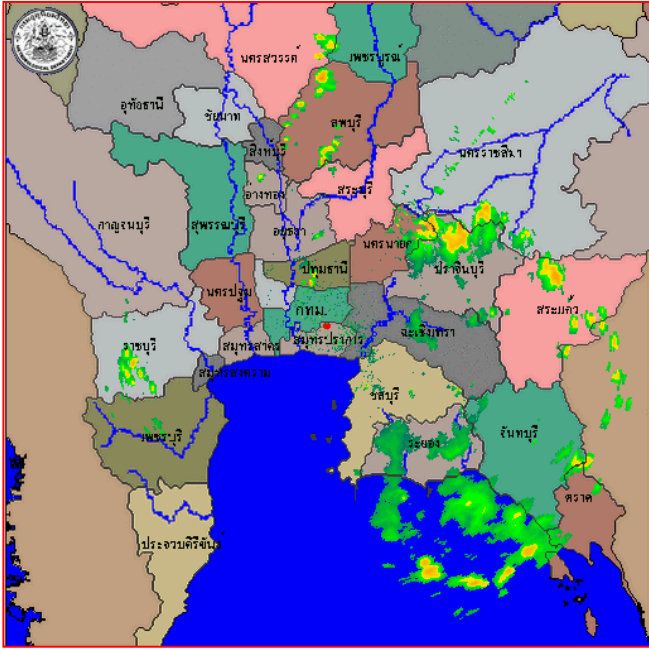 นครสวรรค์
เพชรบูรณ์
อุทัยธานี
ชัยนาท
ลพบุรี
สิงห์บุรี
นครราชสีมา
อ่างทอง
สระบุรี
กาญจนบุรี
สุพรรณบุรี
อยุธยา
นครนายก
ปราจีนบุรี
ปทุมธานี
นครปฐม
กทม.
สระแก้ว
ฉะเชิงเทรา
ราชบุรี
สมุทรสาคร
สมุทรปราการ
สมุทรสงคราม
ชลบุรี
เพชรบุรี
ระยอง
จันทบุรี
ตราด
ประจวบคีรีขันธ์